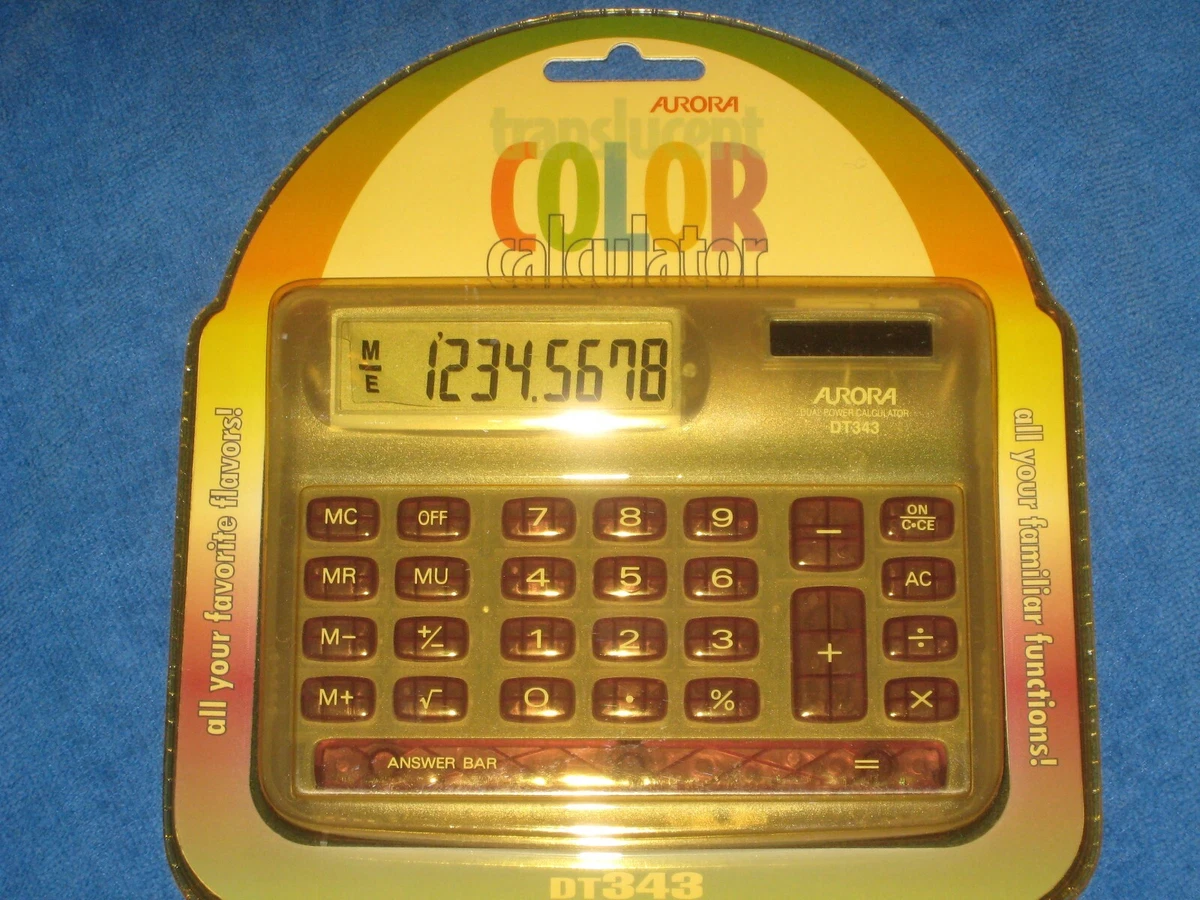 AURORA
translucent
COLOR
calculator
M
E
1'234.5678
AURORA
DUAL POWER CALCULATOR
DT343
all your favorite flavors!
all your familiar functions!
MC OFF 7 8 9 − ON
C•CE
MR MU 4 5 6 AC
M− +/− 1 2 3 + ÷
M+ √ 0 • % ×
ANSWER BAR =
DT343